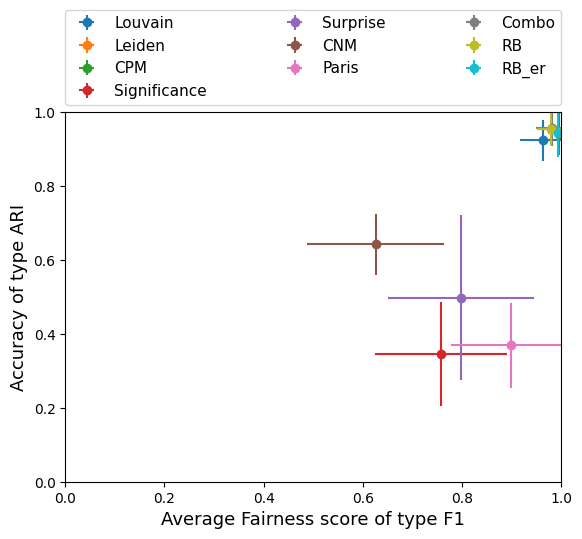 Louvain Surprise Combo
Leiden CNM RB
CPM Paris RB_er
Significance
1.0
0.8
0.6
0.4
0.2
0.0
Accuracy of type ARI
0.0 0.2 0.4 0.6 0.8 1.0
Average Fairness score of type F1